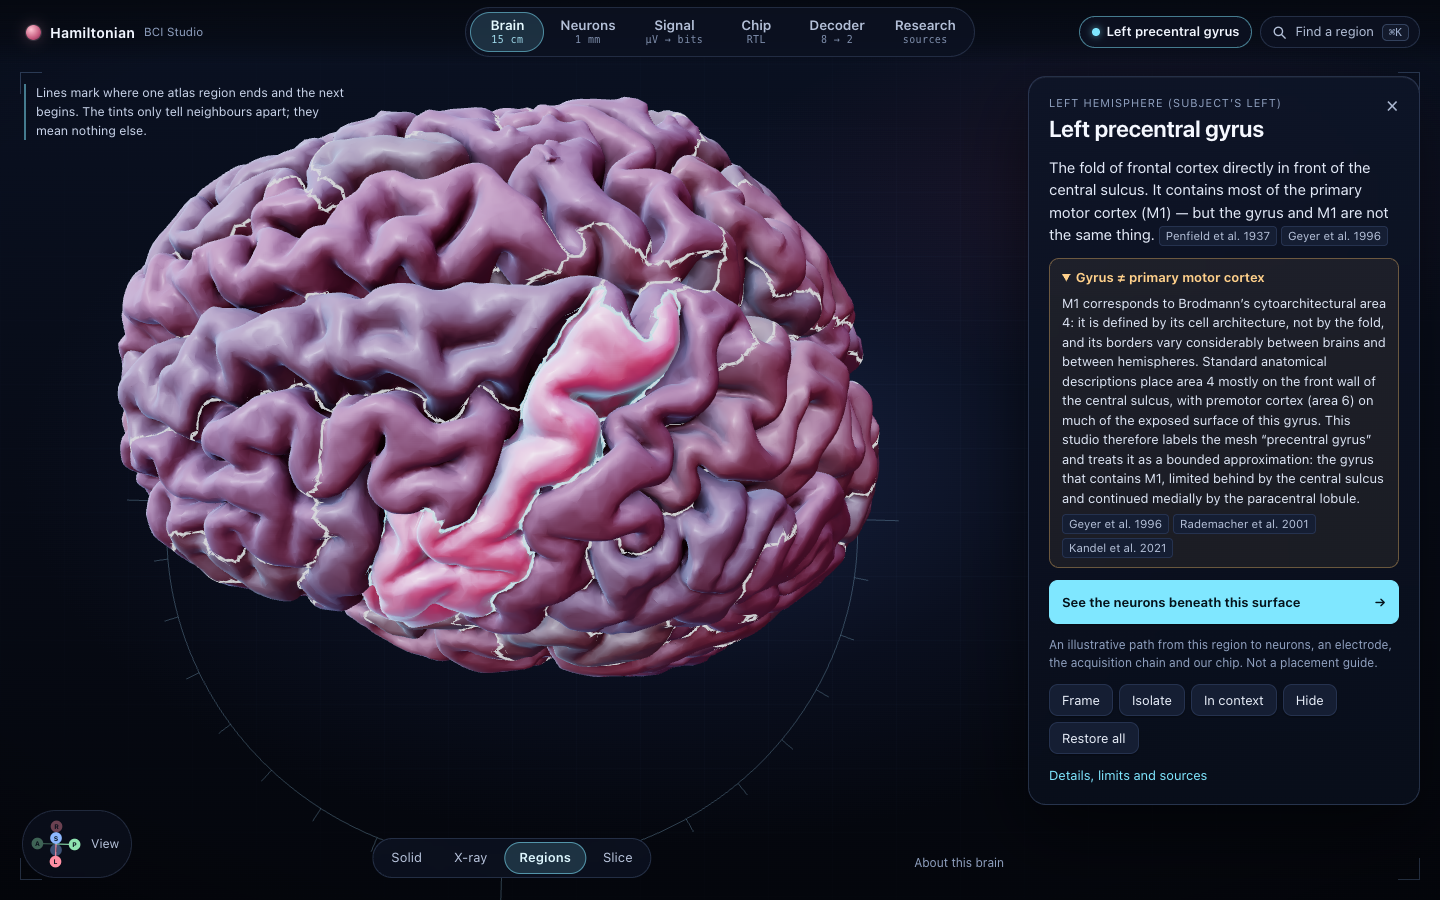 Hamiltonian BCI Studio
Brain
15 cm
Neurons
1 mm
Signal
μV → bits
Chip
RTL
Decoder
8 → 2
Research
sources
Left precentral gyrus
Find a region ⌘K
Lines mark where one atlas region ends and the next
begins. The tints only tell neighbours apart; they
mean nothing else.
LEFT HEMISPHERE (SUBJECT'S LEFT)
Left precentral gyrus
The fold of frontal cortex directly in front of the
central sulcus. It contains most of the primary
motor cortex (M1) — but the gyrus and M1 are not
the same thing. Penfield et al. 1937 Geyer et al. 1996
Gyrus ≠ primary motor cortex
M1 corresponds to Brodmann’s cytoarchitectural area
4: it is defined by its cell architecture, not by the fold,
and its borders vary considerably between brains and
between hemispheres. Standard anatomical
descriptions place area 4 mostly on the front wall of
the central sulcus, with premotor cortex (area 6) on
much of the exposed surface of this gyrus. This
studio therefore labels the mesh “precentral gyrus”
and treats it as a bounded approximation: the gyrus
that contains M1, limited behind by the central sulcus
and continued medially by the paracentral lobule.
Geyer et al. 1996 Rademacher et al. 2001
Kandel et al. 2021
See the neurons beneath this surface →
An illustrative path from this region to neurons, an electrode,
the acquisition chain and our chip. Not a placement guide.
Frame Isolate In context Hide
Restore all
Details, limits and sources
S
A
P
L
View
Solid X-ray Regions Slice
About this brain